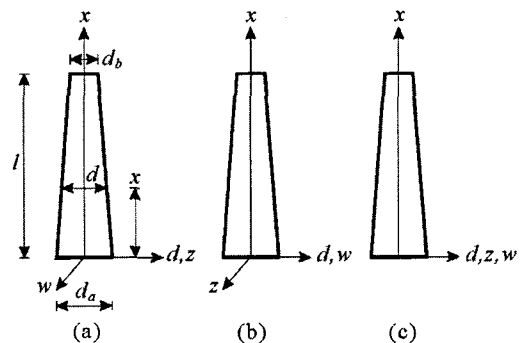 x x x
d_b
l
d x
d,z d,w d,z,w
w z
d_a
(a) (b) (c)